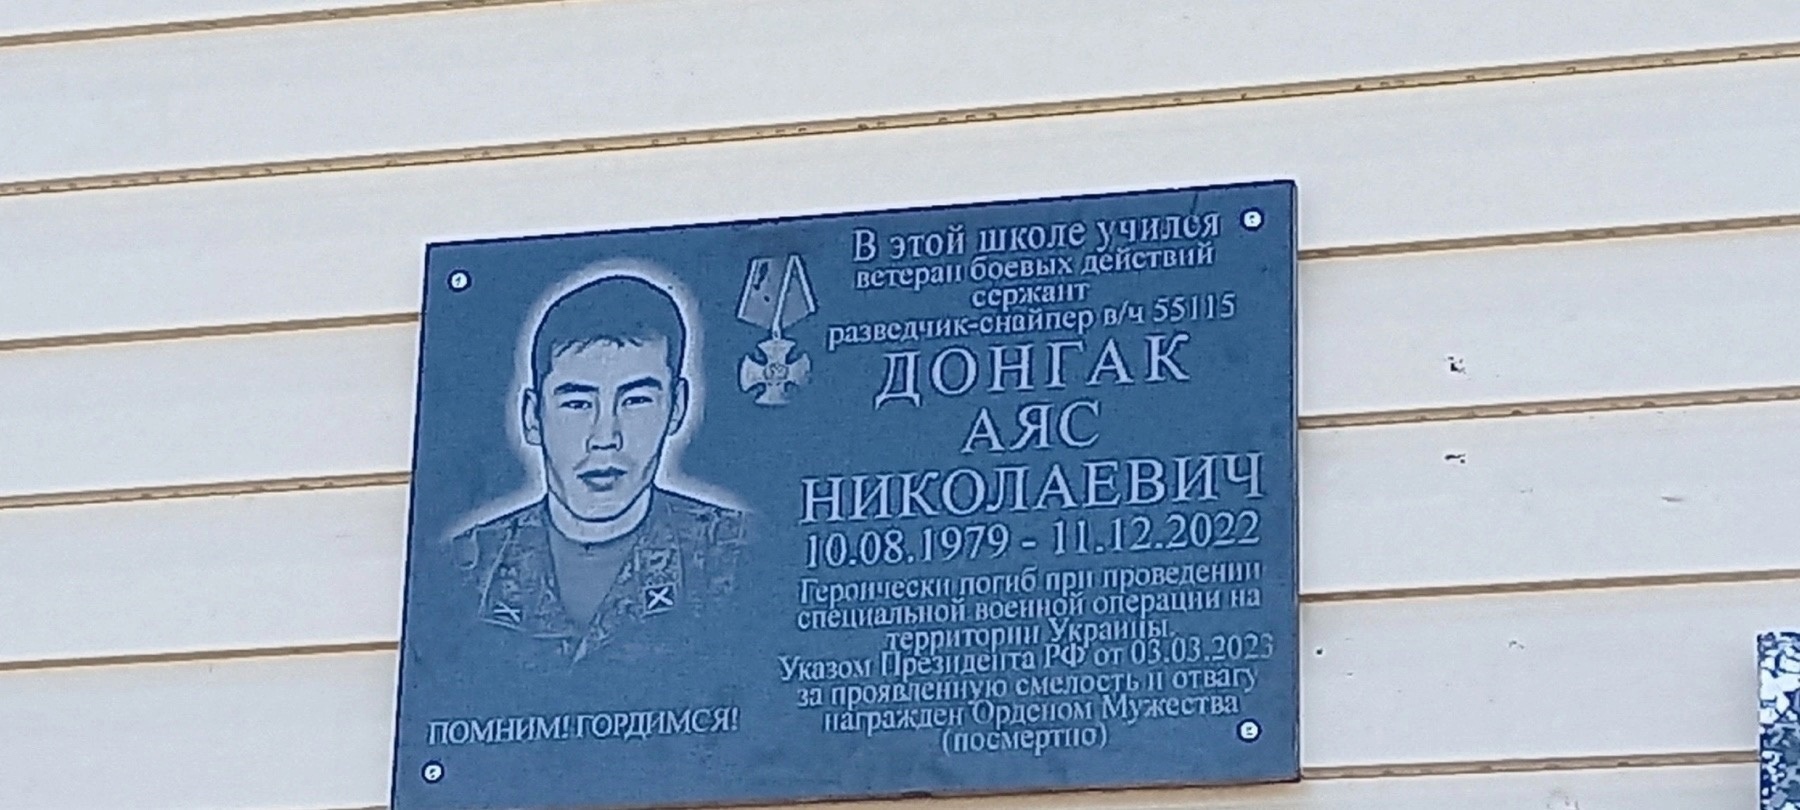 В этой школе учился
ветеран боевых действий
сержант
разведчик-снайпер в/ч 55115
ДОНГАК
АЯС
НИКОЛАЕВИЧ
10.08.1979 - 11.12.2022
Героически погиб при проведении
специальной военной операции на
территории Украины.
Указом Президента РФ от 03.03.2023
за проявленную смелость и отвагу
награжден Орденом Мужества
(посмертно)
ПОМНИМ! ГОРДИМСЯ!